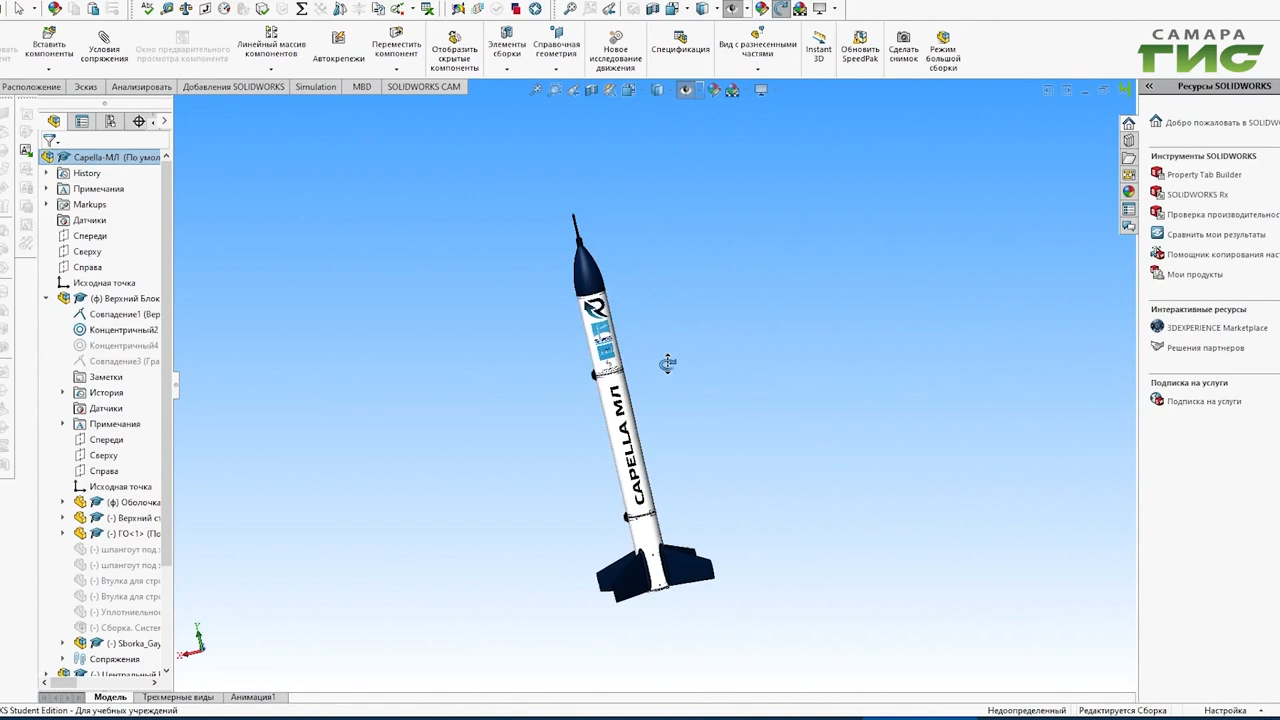 Вставить компоненты
Условия сопряжения
Окно предварительного просмотра компонента
Линейный массив компонентов
Автокрепежи
Переместить компонент
Отобразить скрытые компоненты
Элементы сборки
Справочная геометрия
Новое исследование движения
Спецификация
Вид с разнесенными частями
Instant 3D
Обновить SpeedPak
Сделать снимок
Режим большой сборки
САМАРА
ГИС
Расположение
Эскиз
Анализировать
Добавления SOLIDWORKS
Simulation
MBD
SOLIDWORKS CAM
Ресурсы SOLIDWORKS
Capella-МЛ (По умол
History
Примечания
Markups
Датчики
Спереди
Сверху
Справа
Исходная точка
(ф) Верхний Блок
Совпадение1 (Вер
Концентричный2
Концентричный4
Совпадение3 (Гра
Заметки
История
Датчики
Примечания
Спереди
Сверху
Справа
Исходная точка
(ф) Оболочка
(-) Верхний ст
(-) ГО<1> (По
(-) шпангоут под
(-) шпангоут под
(-) Втулка для стр
(-) Втулка для стр
(-) Уплотниельно
(-) Сборка. Систе
(-) Sborka_Gay
Сопряжения
CAPELLA МЛ
Добро пожаловать в SOLIDW
Инструменты SOLIDWORKS
Property Tab Builder
SOLIDWORKS Rx
Проверка производительнос
Сравнить мои результаты
Помощник копирования наст
Мои продукты
Интерактивные ресурсы
3DEXPERIENCE Marketplace
Решения партнеров
Подписка на услуги
Подписка на услуги
Модель
Трехмерные виды
Анимация1
KS Student Edition - Для учебных учреждений
Недоопределенный
Редактируется Сборка
Настройка